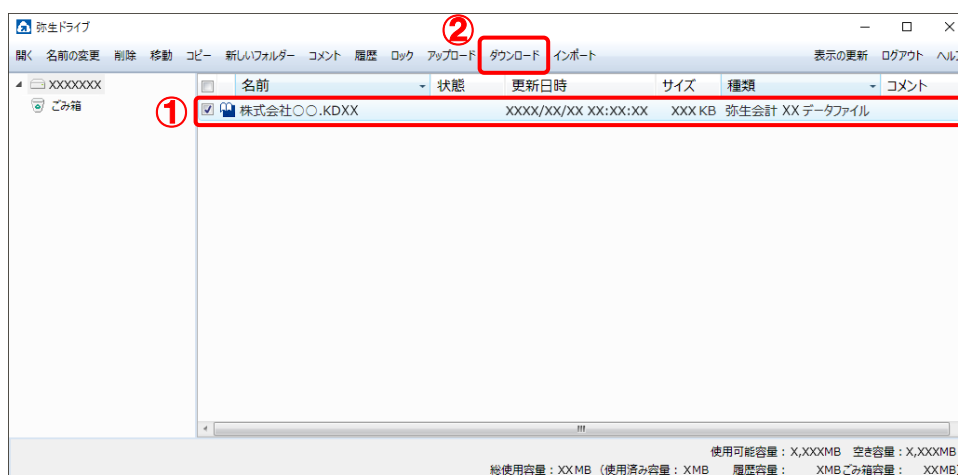 弥生ドライブ
②
開く 名前の変更 削除 移動 コピー 新しいフォルダー コメント 履歴 ロック アップロード ダウンロード インポート 表示の更新 ログアウト ヘル
XXXXXXX 名前 状態 更新日時 サイズ 種類 コメント
ごみ箱 ① 株式会社○○.KDXX XXXX/XX/XX XX:XX:XX XXX KB 弥生会計 XX データファイル
使用可能容量：X,XXXMB 空き容量：X,XXXMB
総使用容量：XXMB（使用済み容量：XMB 履歴容量： XMBごみ箱容量： XXMB